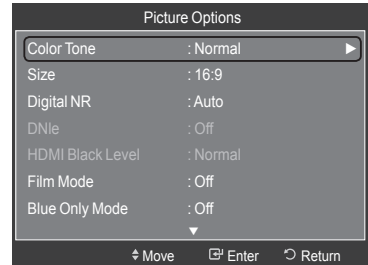 Picture Options
Color Tone : Normal
Size : 16:9
Digital NR : Auto
DNIe : Off
HDMI Black Level : Normal
Film Mode : Off
Blue Only Mode : Off
Move Enter Return